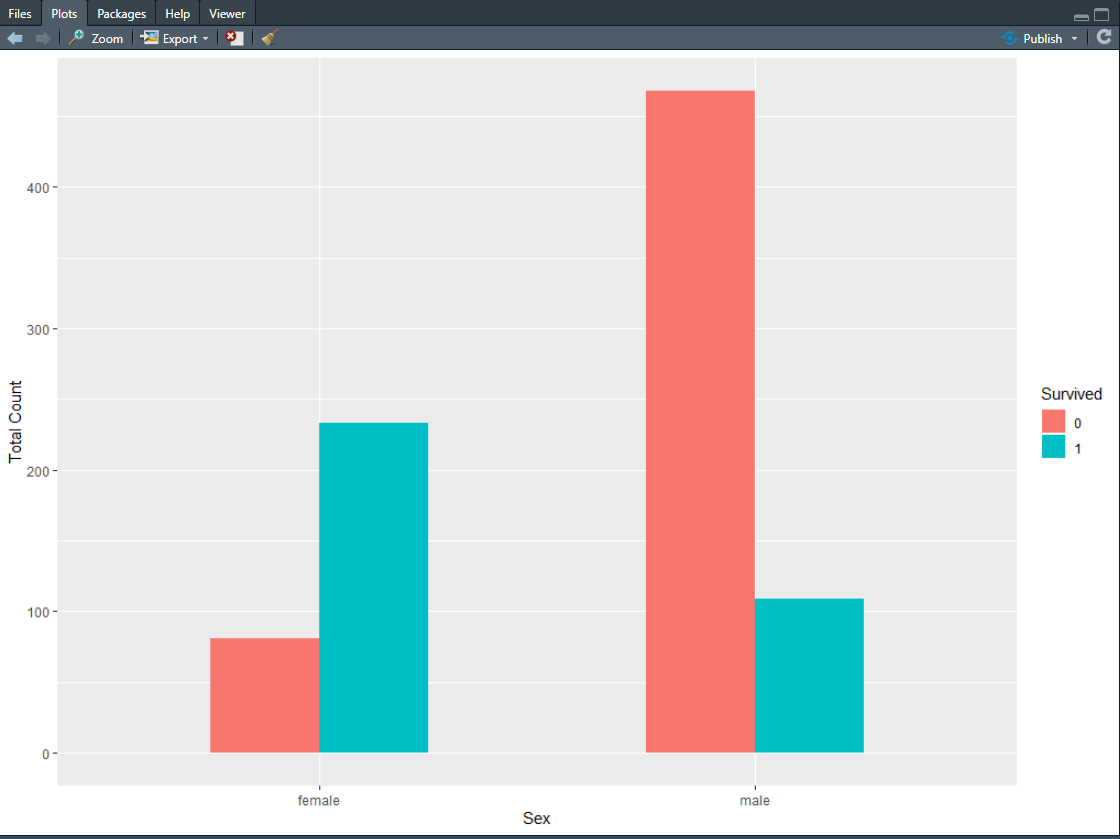 Files Plots Packages Help Viewer
Zoom Export Publish
400
300
200
100
0
Total Count
female male
Sex
Survived
0
1